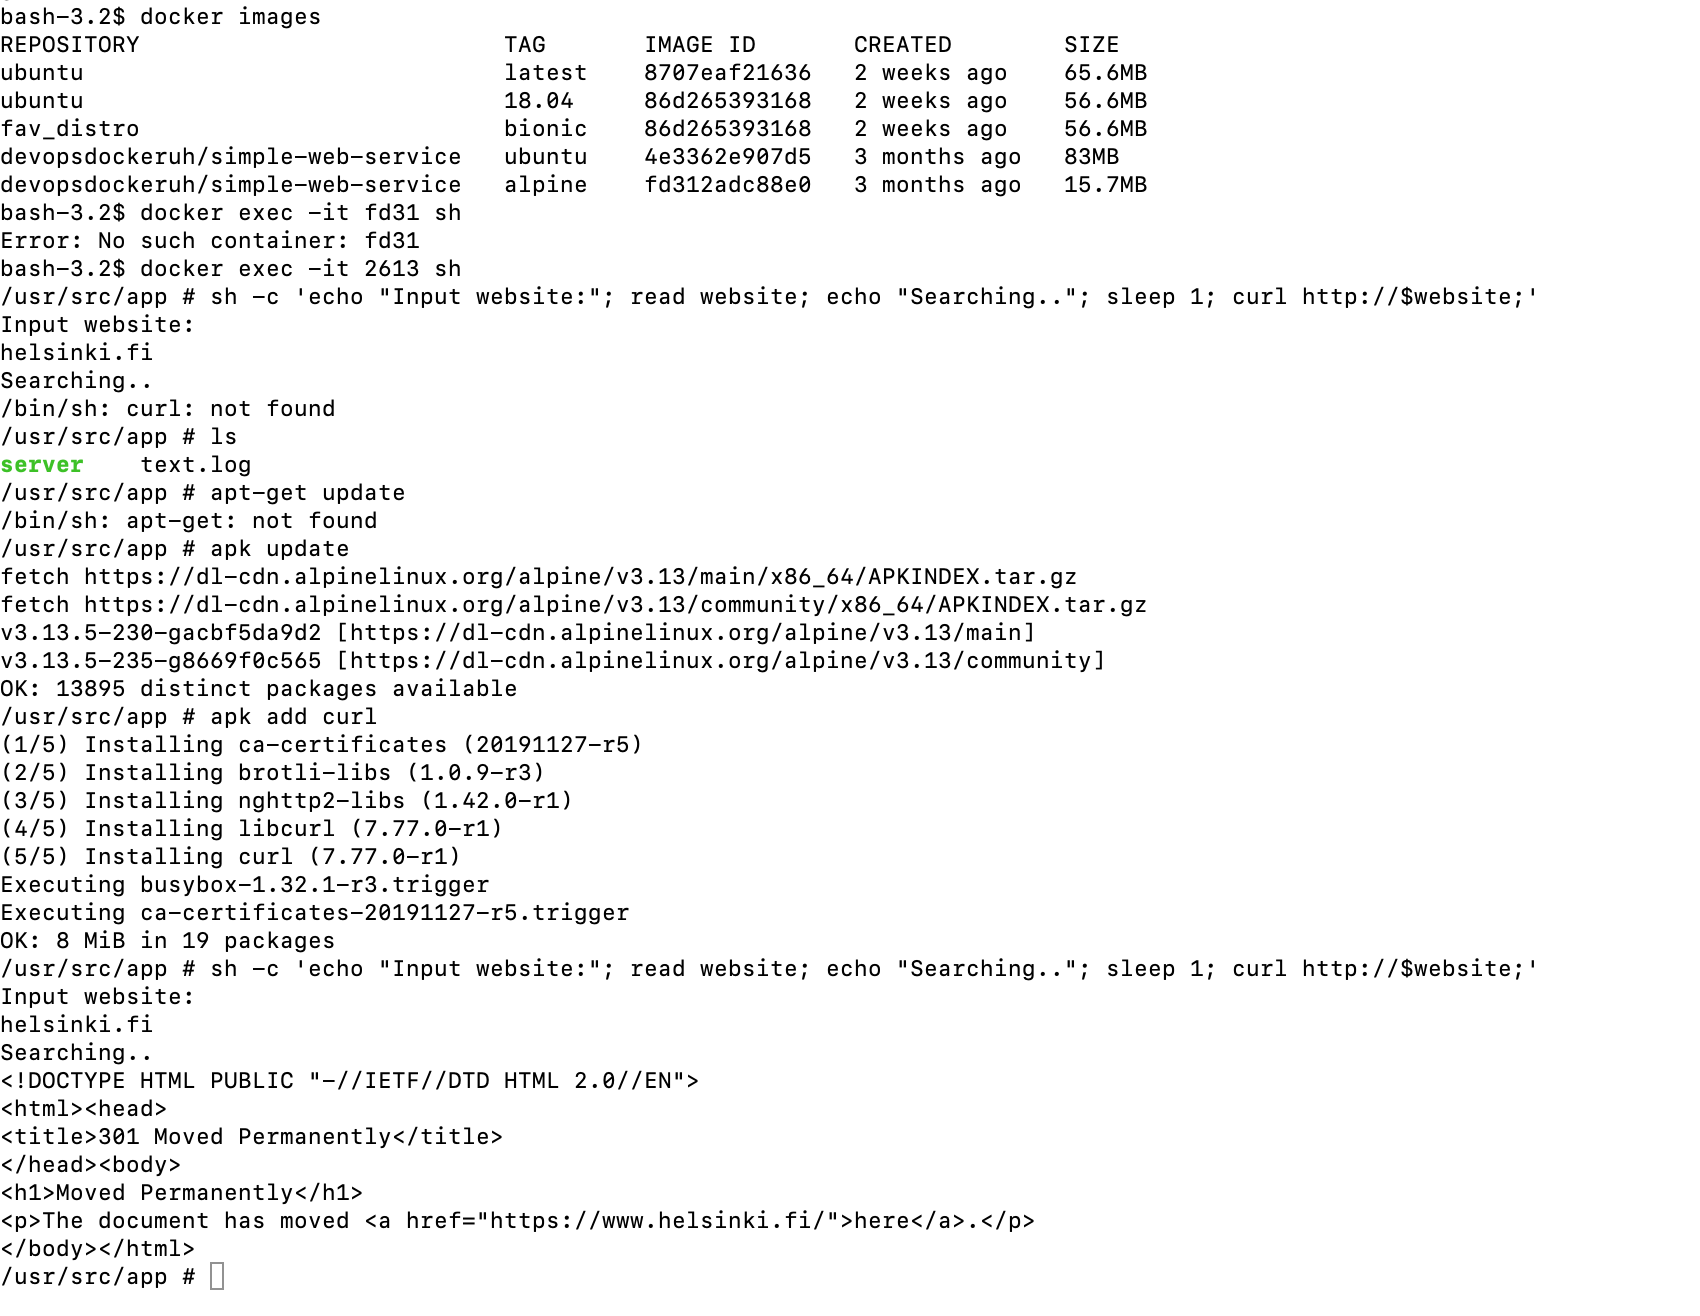 bash-3.2$ docker images
REPOSITORY                          TAG       IMAGE ID       CREATED        SIZE
ubuntu                              latest    8707eaf21636   2 weeks ago    65.6MB
ubuntu                              18.04     86d265393168   2 weeks ago    56.6MB
fav_distro                          bionic    86d265393168   2 weeks ago    56.6MB
devopsdockeruh/simple-web-service   ubuntu    4e3362e907d5   3 months ago   83MB
devopsdockeruh/simple-web-service   alpine    fd312adc88e0   3 months ago   15.7MB
bash-3.2$ docker exec -it fd31 sh
Error: No such container: fd31
bash-3.2$ docker exec -it 2613 sh
/usr/src/app # sh -c 'echo "Input website:"; read website; echo "Searching.."; sleep 1; curl http://$website;'
Input website:
helsinki.fi
Searching..
/bin/sh: curl: not found
/usr/src/app # ls
server    text.log
/usr/src/app # apt-get update
/bin/sh: apt-get: not found
/usr/src/app # apk update
fetch https://dl-cdn.alpinelinux.org/alpine/v3.13/main/x86_64/APKINDEX.tar.gz
fetch https://dl-cdn.alpinelinux.org/alpine/v3.13/community/x86_64/APKINDEX.tar.gz
v3.13.5-230-gacbf5da9d2 [https://dl-cdn.alpinelinux.org/alpine/v3.13/main]
v3.13.5-235-g8669f0c565 [https://dl-cdn.alpinelinux.org/alpine/v3.13/community]
OK: 13895 distinct packages available
/usr/src/app # apk add curl
(1/5) Installing ca-certificates (20191127-r5)
(2/5) Installing brotli-libs (1.0.9-r3)
(3/5) Installing nghttp2-libs (1.42.0-r1)
(4/5) Installing libcurl (7.77.0-r1)
(5/5) Installing curl (7.77.0-r1)
Executing busybox-1.32.1-r3.trigger
Executing ca-certificates-20191127-r5.trigger
OK: 8 MiB in 19 packages
/usr/src/app # sh -c 'echo "Input website:"; read website; echo "Searching.."; sleep 1; curl http://$website;'
Input website:
helsinki.fi
Searching..
<!DOCTYPE HTML PUBLIC "-//IETF//DTD HTML 2.0//EN">
<html><head>
<title>301 Moved Permanently</title>
</head><body>
<h1>Moved Permanently</h1>
<p>The document has moved <a href="https://www.helsinki.fi/">here</a>.</p>
</body></html>
/usr/src/app #